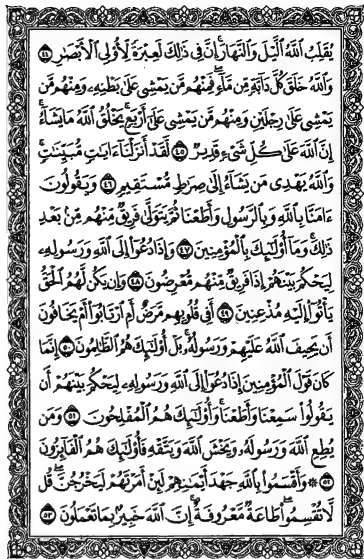 يُقَلِّبُ ٱللَّهُ ٱلَّيْلَ وَٱلنَّهَارَ إِنَّ فِي ذَٰلِكَ لَعِبْرَةً لِّأُو۟لِي ٱلْأَبْصَٰرِ ٤٤
وَٱللَّهُ خَلَقَ كُلَّ دَآبَّةٍ مِّن مَّآءٍ فَمِنْهُم مَّن يَمْشِي عَلَىٰ بَطْنِهِۦ وَمِنْهُم مَّن
يَمْشِي عَلَىٰ رِجْلَيْنِ وَمِنْهُم مَّن يَمْشِي عَلَىٰٓ أَرْبَعٍ يَخْلُقُ ٱللَّهُ مَا يَشَآءُ
إِنَّ ٱللَّهَ عَلَىٰ كُلِّ شَيْءٍ قَدِيرٌ ٤٥ لَّقَدْ أَنزَلْنَآ ءَايَٰتٍ مُّبَيِّنَٰتٍ
وَٱللَّهُ يَهْدِي مَن يَشَآءُ إِلَىٰ صِرَٰطٍ مُّسْتَقِيمٍ ٤٦ وَيَقُولُونَ
ءَامَنَّا بِٱللَّهِ وَبِٱلرَّسُولِ وَأَطَعْنَا ثُمَّ يَتَوَلَّىٰ فَرِيقٌ مِّنْهُم مِّنۢ بَعْدِ
ذَٰلِكَ وَمَآ أُو۟لَٰٓئِكَ بِٱلْمُؤْمِنِينَ ٤٧ وَإِذَا دُعُوٓا۟ إِلَى ٱللَّهِ وَرَسُولِهِۦ
لِيَحْكُمَ بَيْنَهُمْ إِذَا فَرِيقٌ مِّنْهُم مُّعْرِضُونَ ٤٨ وَإِن يَكُن لَّهُمُ ٱلْحَقُّ
يَأْتُوٓا۟ إِلَيْهِ مُذْعِنِينَ ٤٩ أَفِي قُلُوبِهِم مَّرَضٌ أَمِ ٱرْتَابُوٓا۟ أَمْ يَخَافُونَ
أَن يَحِيفَ ٱللَّهُ عَلَيْهِمْ وَرَسُولُهُۥ بَلْ أُو۟لَٰٓئِكَ هُمُ ٱلظَّٰلِمُونَ ٥٠ إِنَّمَا
كَانَ قَوْلَ ٱلْمُؤْمِنِينَ إِذَا دُعُوٓا۟ إِلَى ٱللَّهِ وَرَسُولِهِۦ لِيَحْكُمَ بَيْنَهُمْ أَن
يَقُولُوا۟ سَمِعْنَا وَأَطَعْنَا وَأُو۟لَٰٓئِكَ هُمُ ٱلْمُفْلِحُونَ ٥١ وَمَن
يُطِعِ ٱللَّهَ وَرَسُولَهُۥ وَيَخْشَ ٱللَّهَ وَيَتَّقْهِ فَأُو۟لَٰٓئِكَ هُمُ ٱلْفَآئِزُونَ
٥٢ ۞ وَأَقْسَمُوا۟ بِٱللَّهِ جَهْدَ أَيْمَٰنِهِمْ لَئِنْ أَمَرْتَهُمْ لَيَخْرُجُنَّ قُل
لَّا تُقْسِمُوا۟ طَاعَةٌ مَّعْرُوفَةٌ إِنَّ ٱللَّهَ خَبِيرٌۢ بِمَا تَعْمَلُونَ ٥٣